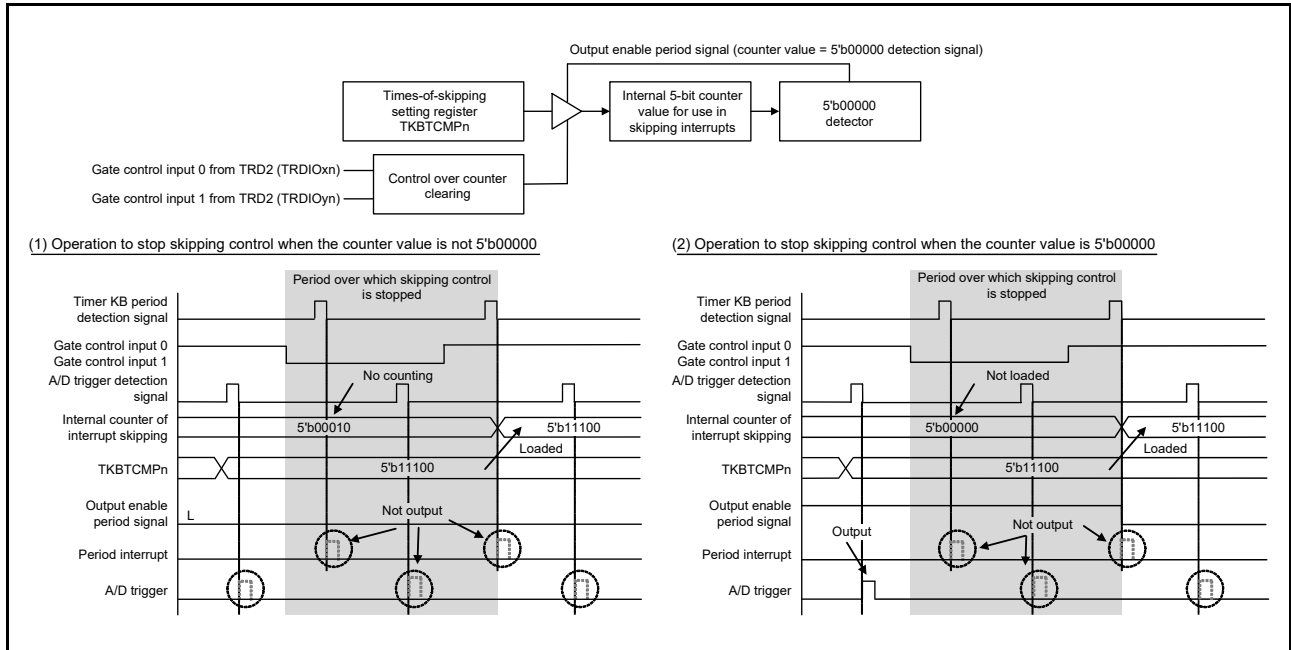 Output enable period signal (counter value = 5'b00000 detection signal)
Times-of-skipping
setting register
TKBTCMPn
Internal 5-bit counter
value for use in
skipping interrupts
5'b00000
detector
Gate control input 0 from TRD2 (TRDIOxn)
Gate control input 1 from TRD2 (TRDIOyn)
Control over counter
clearing
(1) Operation to stop skipping control when the counter value is not 5'b00000
Period over which skipping control
is stopped
Timer KB period
detection signal
Gate control input 0
Gate control input 1
A/D trigger detection
signal
No counting
Internal counter of
interrupt skipping
5'b00010
5'b11100
Loaded
TKBTCMPn
5'b11100
Output enable
period signal
L
Not output
Period interrupt
A/D trigger
(2) Operation to stop skipping control when the counter value is 5'b00000
Period over which skipping control
is stopped
Timer KB period
detection signal
Gate control input 0
Gate control input 1
A/D trigger detection
signal
Not loaded
Internal counter of
interrupt skipping
5'b00000
5'b11100
Loaded
TKBTCMPn
5'b11100
Output enable
period signal
Output
Not output
Period interrupt
A/D trigger